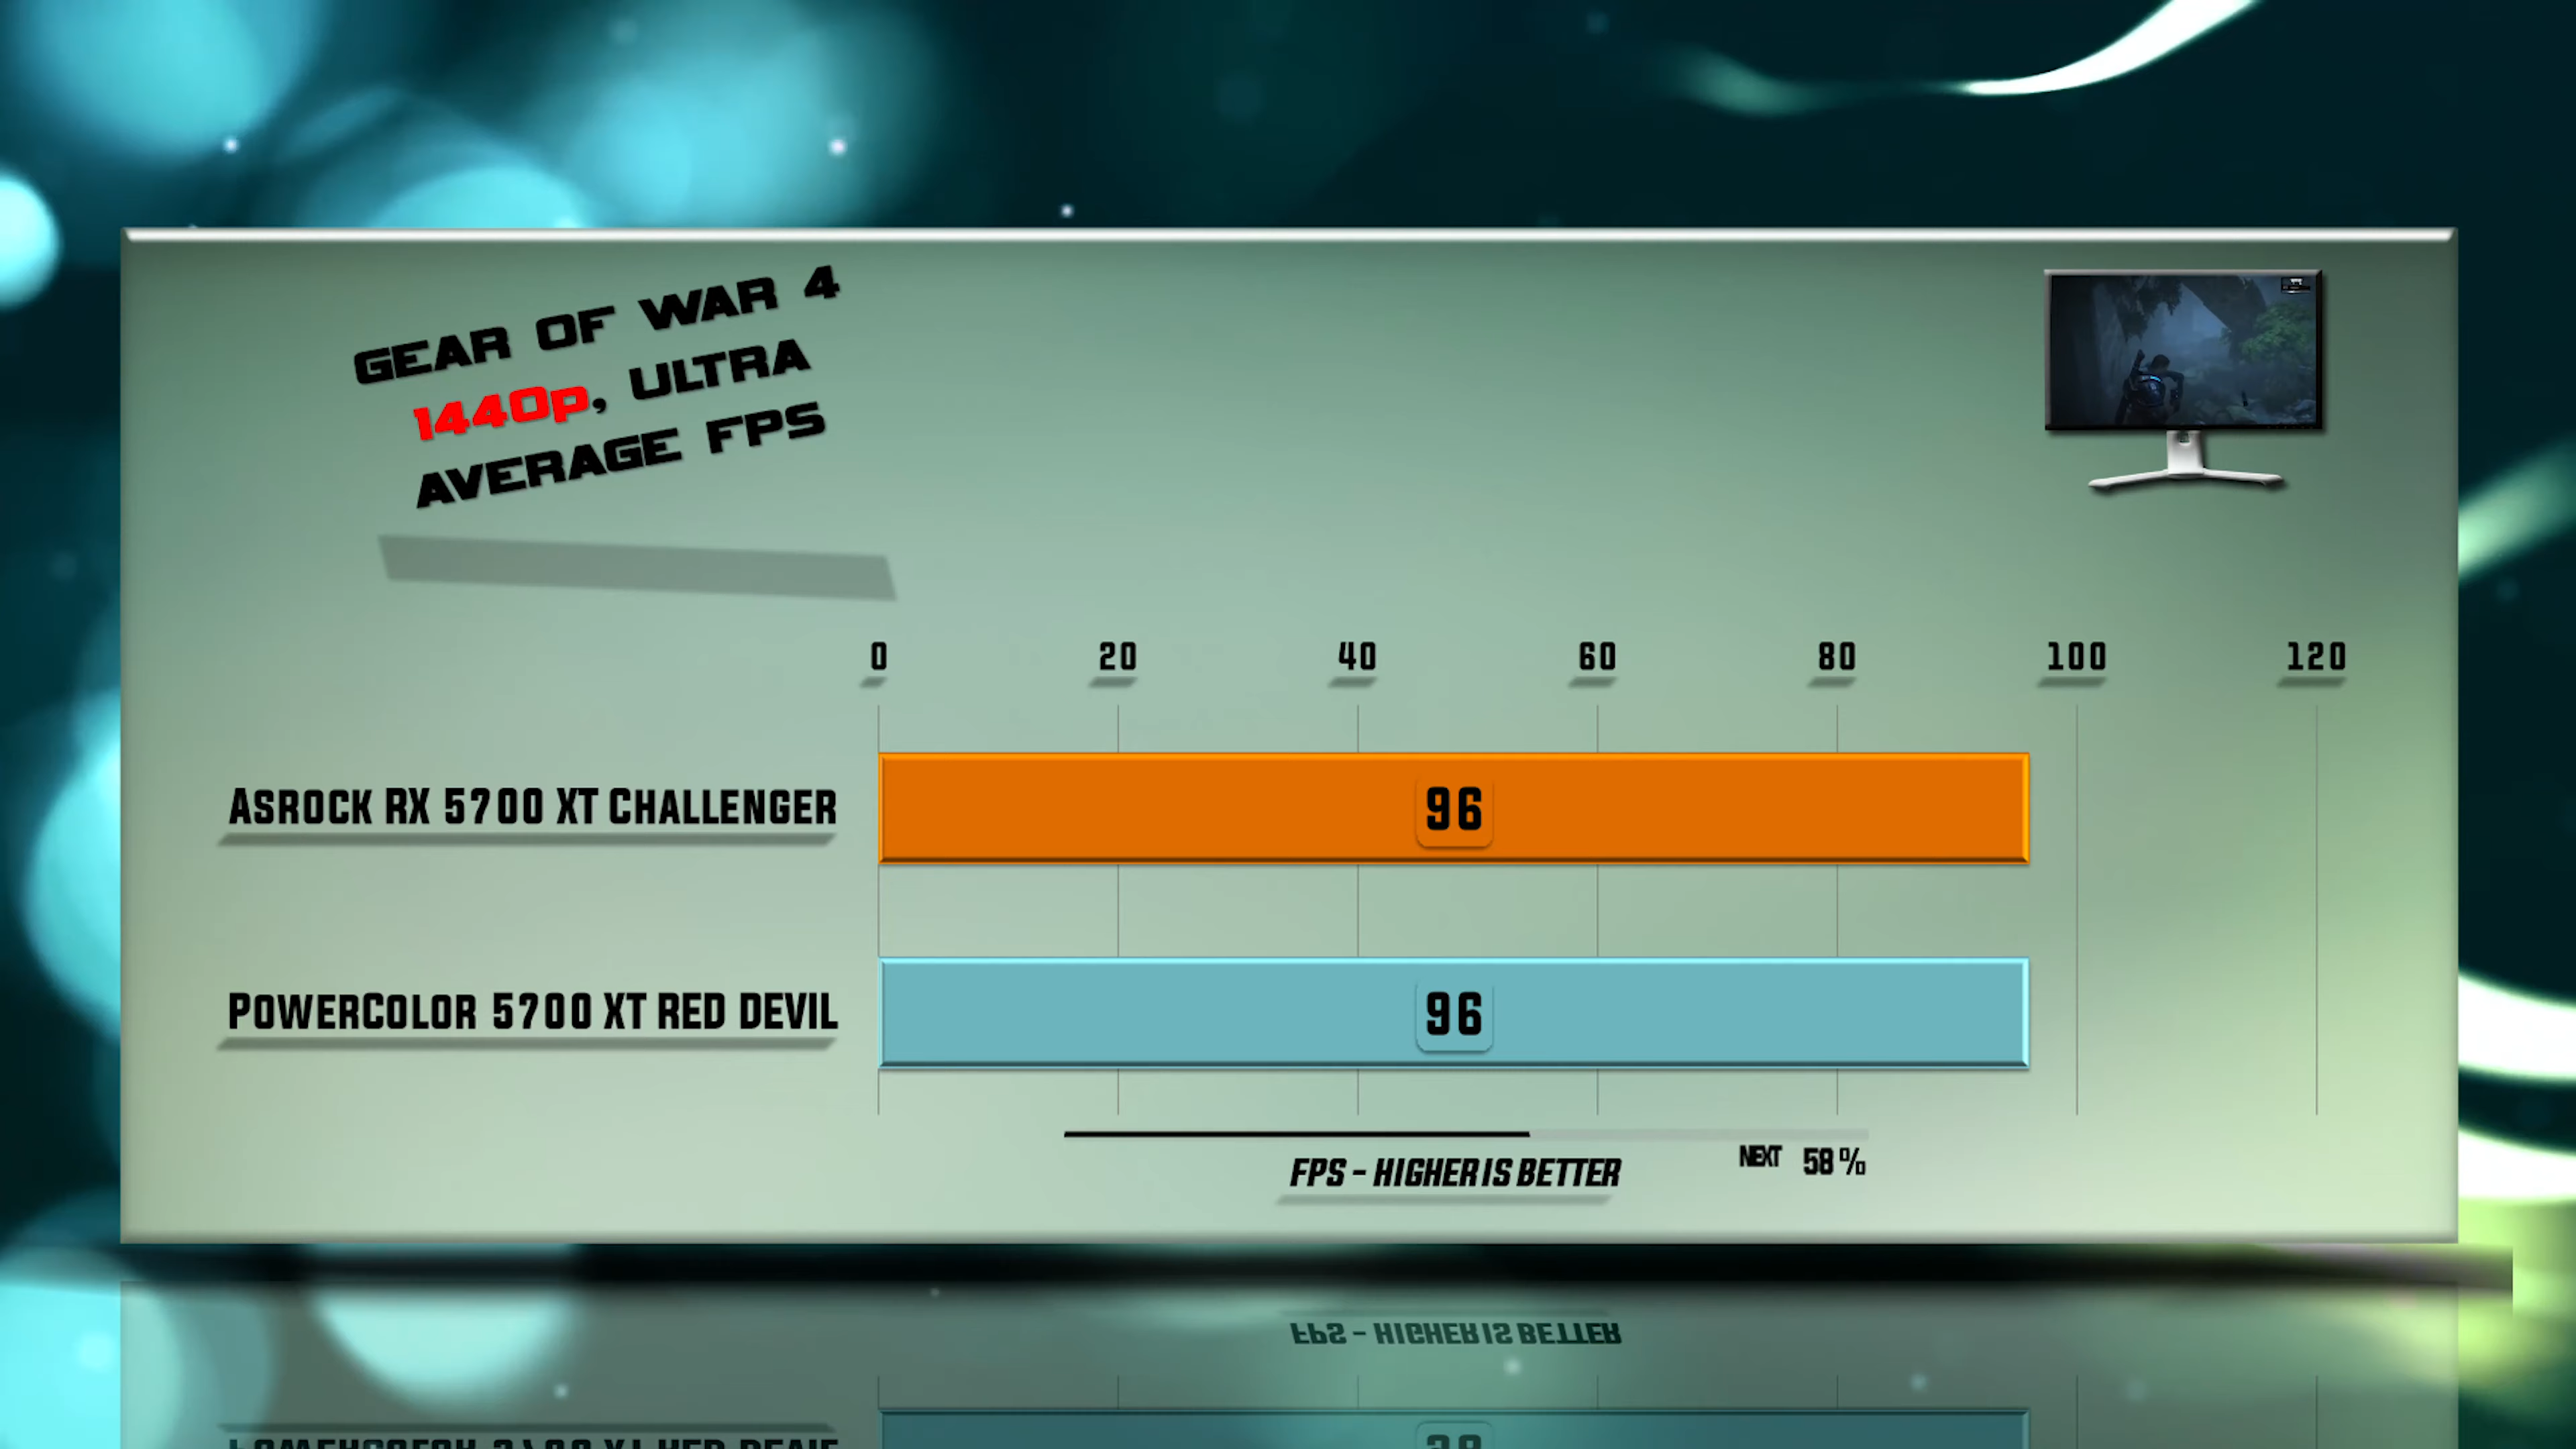 GEAR OF WAR 4
1440p, ULTRA
AVERAGE FPS
0 20 40 60 80 100 120
ASROCK RX 5700 XT CHALLENGER 96
POWERCOLOR 5700 XT RED DEVIL 96
FPS - HIGHER IS BETTER
NEXT 58%